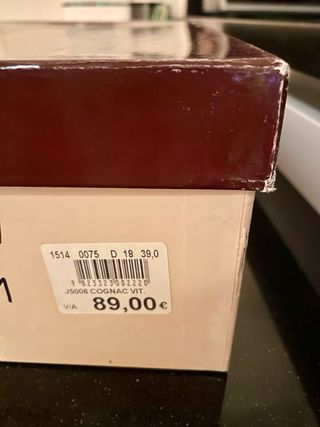 1514 0075 D 18 39,0
9 623323 002220
J5006 COGNAC VIT.
V/A 89,00€